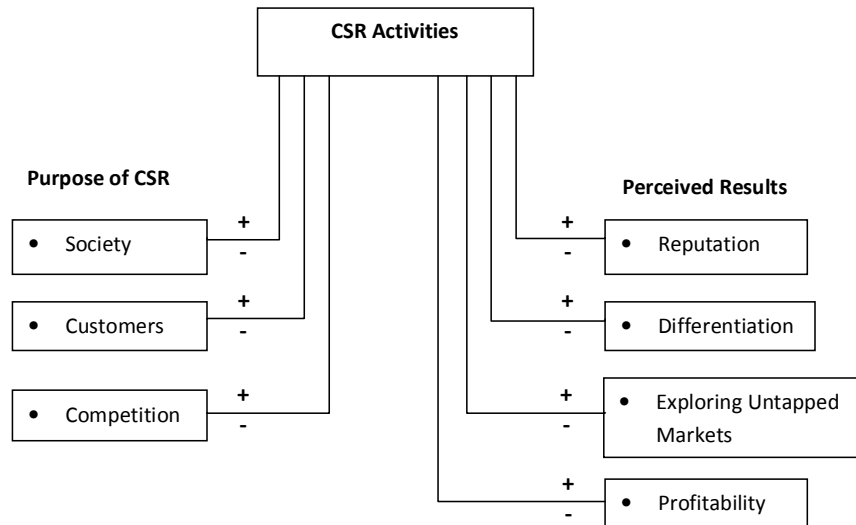 CSR Activities
Purpose of CSR
+
• Society
-
+
• Customers
-
+
• Competition
-
Perceived Results
+
• Reputation
-
+
• Differentiation
-
+
• Exploring Untapped
Markets
-
+
• Profitability
-